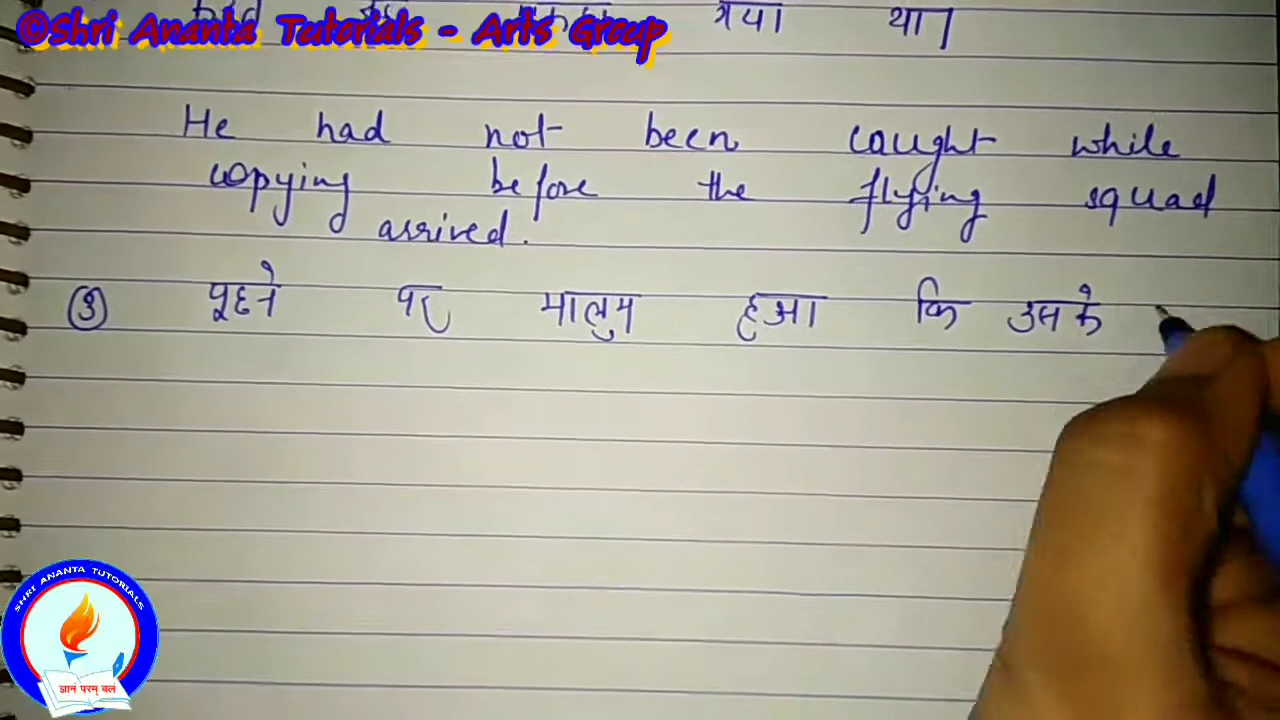 गया था।
©Shri Ananta Tutorials - Arts Group
He had not been caught while
copying before the flying squad
arrived.
③ पूछने पर मालुम हुआ कि उसके
SHRI ANANTA TUTORIALS
ज्ञानं परमं बलं